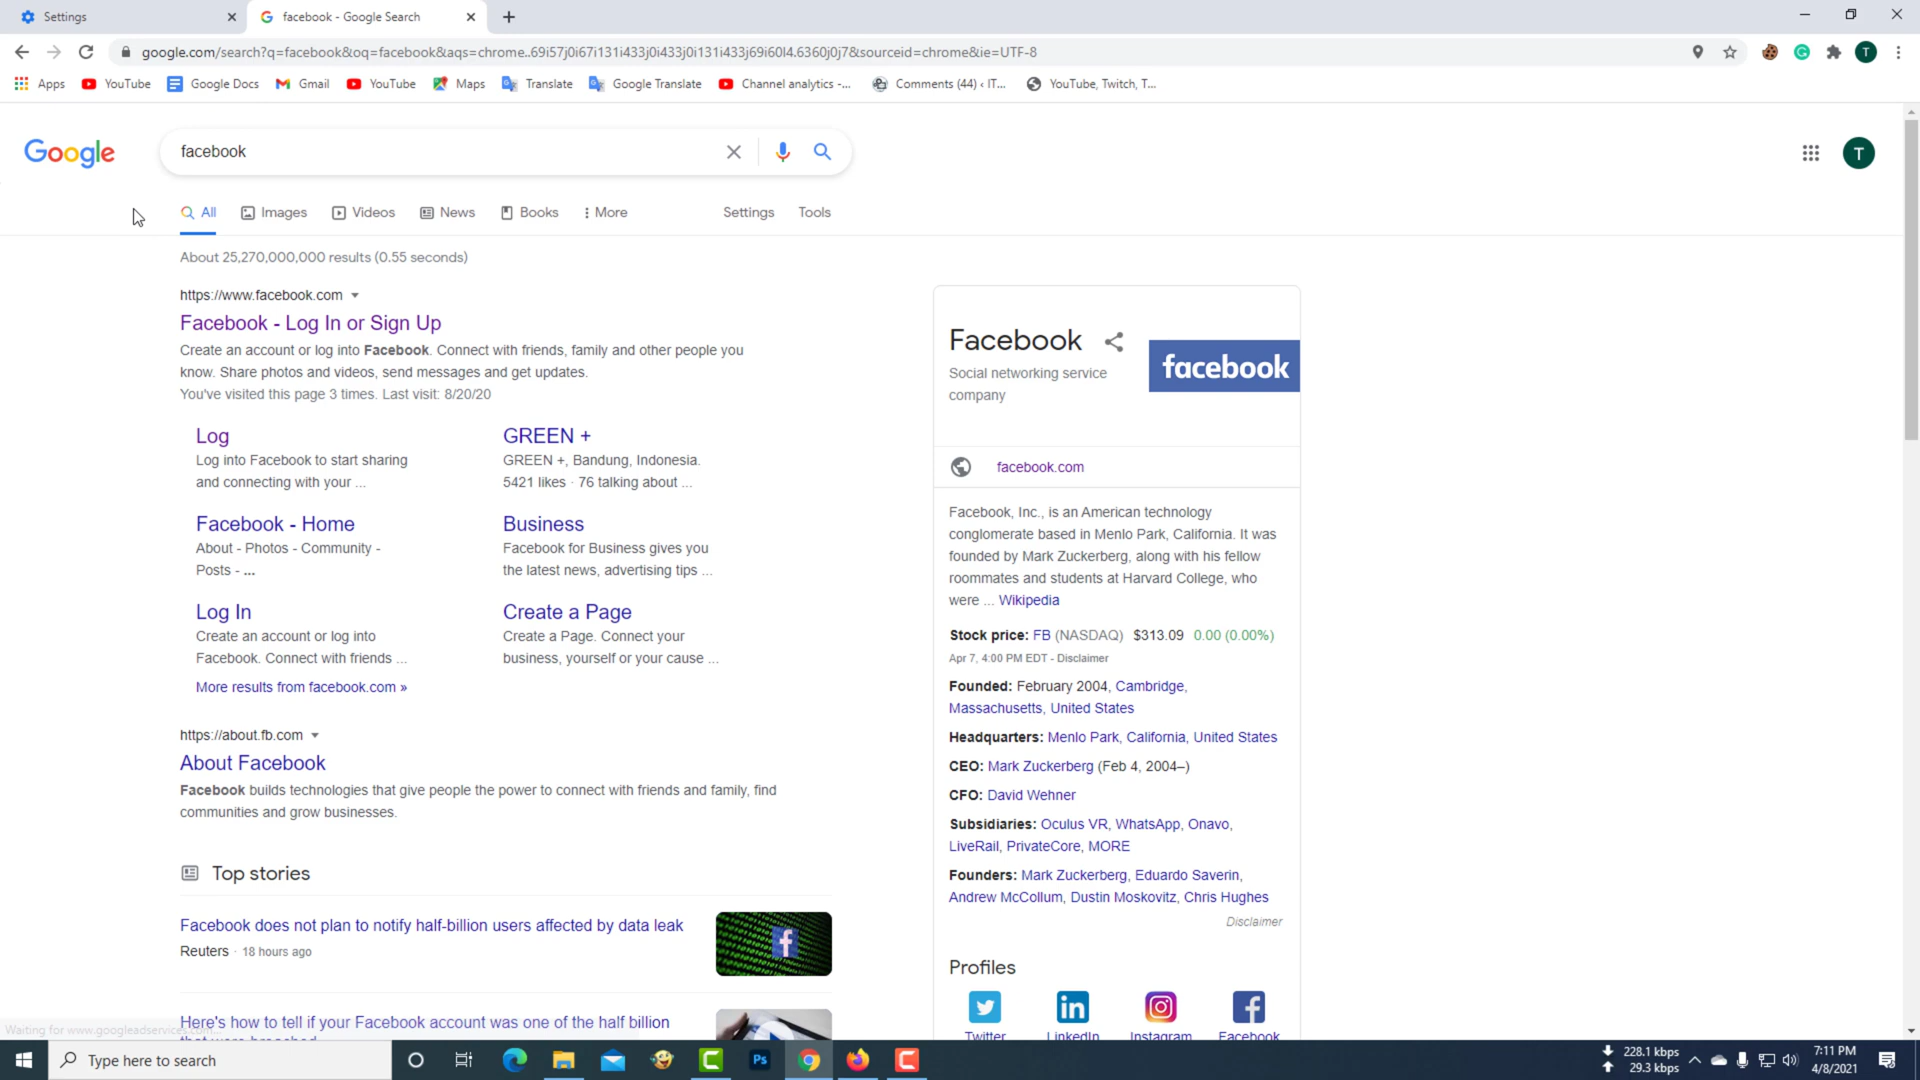 Settings
facebook - Google Search
google.com/search?q=facebook&oq=facebook&aqs=chrome..69i57j0i67i131i433j0i433j0i131i433j69i60l4.6360j0j7&sourceid=chrome&ie=UTF-8
T
Apps
YouTube
Google Docs
Gmail
YouTube
Maps
Translate
Google Translate
Channel analytics -...
Comments (44) ‹ IT...
YouTube, Twitch, T...
Google
facebook
T
All
Images
Videos
News
Books
More
Settings
Tools
About 25,270,000,000 results (0.55 seconds)
https://www.facebook.com
Facebook - Log In or Sign Up
Create an account or log into Facebook. Connect with friends, family and other people you
know. Share photos and videos, send messages and get updates.
You've visited this page 3 times. Last visit: 8/20/20
Log
Log into Facebook to start sharing
and connecting with your ...
GREEN +
GREEN +, Bandung, Indonesia.
5421 likes · 76 talking about ...
Facebook - Home
About - Photos - Community -
Posts - ...
Business
Facebook for Business gives you
the latest news, advertising tips ...
Log In
Create an account or log into
Facebook. Connect with friends ...
Create a Page
Create a Page. Connect your
business, yourself or your cause ...
More results from facebook.com »
https://about.fb.com
About Facebook
Facebook builds technologies that give people the power to connect with friends and family, find
communities and grow businesses.
Top stories
Facebook does not plan to notify half-billion users affected by data leak
Reuters · 18 hours ago
Here's how to tell if your Facebook account was one of the half billion
that were breached
Facebook
Social networking service
company
facebook
facebook.com
Facebook, Inc., is an American technology
conglomerate based in Menlo Park, California. It was
founded by Mark Zuckerberg, along with his fellow
roommates and students at Harvard College, who
were ... Wikipedia
Stock price: FB (NASDAQ) $313.09 0.00 (0.00%)
Apr 7, 4:00 PM EDT - Disclaimer
Founded: February 2004, Cambridge,
Massachusetts, United States
Headquarters: Menlo Park, California, United States
CEO: Mark Zuckerberg (Feb 4, 2004–)
CFO: David Wehner
Subsidiaries: Oculus VR, WhatsApp, Onavo,
LiveRail, PrivateCore, MORE
Founders: Mark Zuckerberg, Eduardo Saverin,
Andrew McCollum, Dustin Moskovitz, Chris Hughes
Disclaimer
Profiles
Twitter
LinkedIn
Instagram
Facebook
Waiting for www.googleadservices.com...
Type here to search
Ps
228.1 kbps
29.3 kbps
7:11 PM
4/8/2021